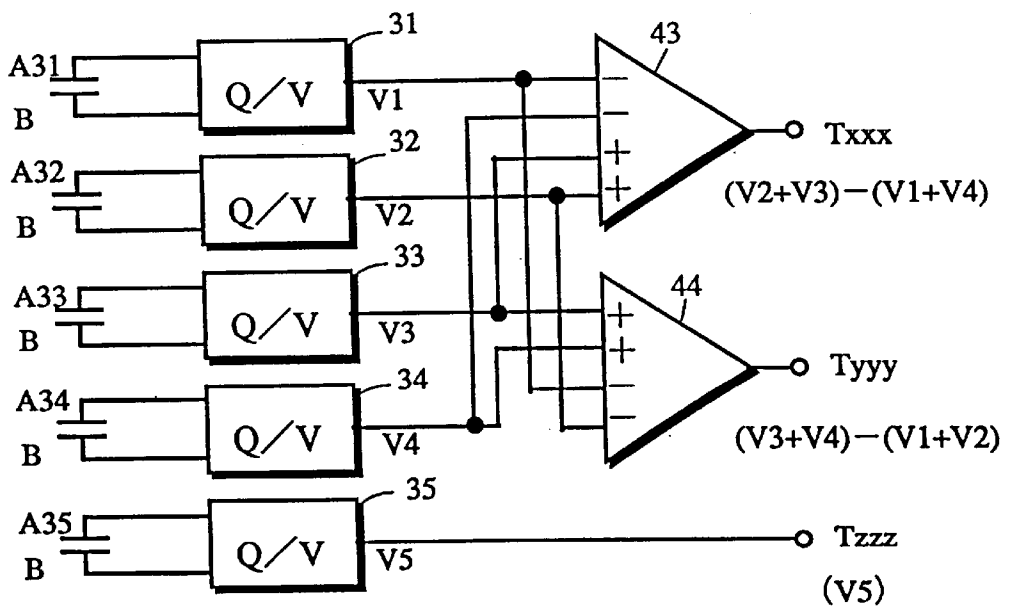 31
A31
B
Q/V
V1
32
A32
B
Q/V
V2
33
A33
B
Q/V
V3
34
A34
B
Q/V
V4
35
A35
B
Q/V
V5
43
−
−
+
+
Txxx
(V2+V3)−(V1+V4)
44
+
+
−
−
Tyyy
(V3+V4)−(V1+V2)
Tzzz
(V5)